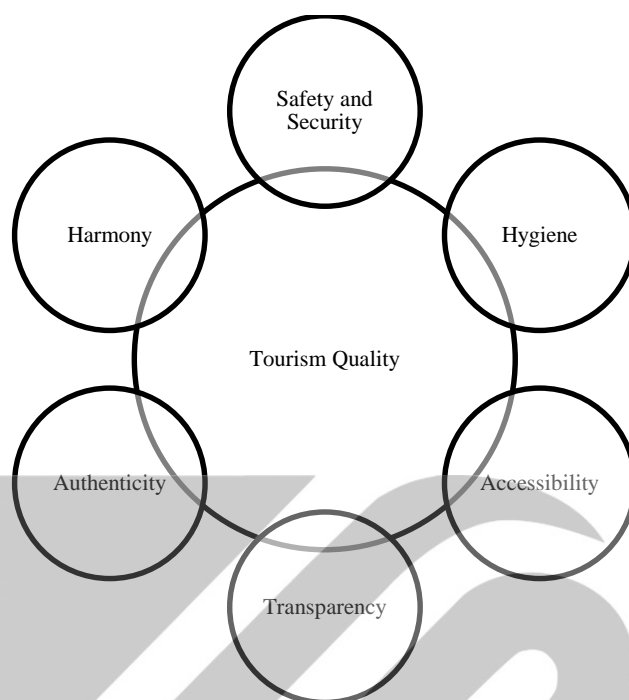 Safety and
Security
Harmony
Hygiene
Tourism Quality
Authenticity
Accessibility
Transparency